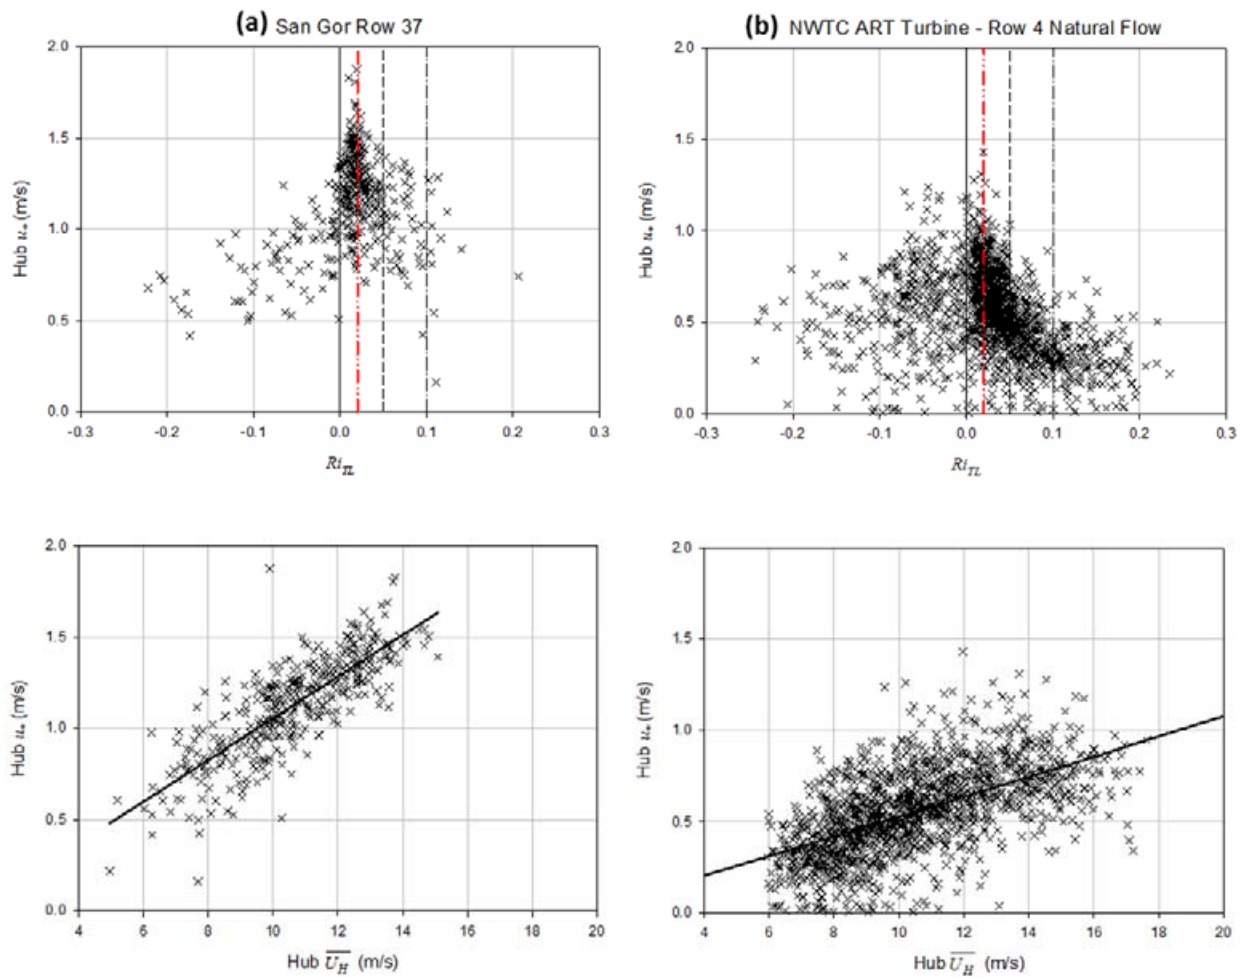 (a) San Gor Row 37
2.0
1.5
1.0
0.5
0.0
Hub u* (m/s)
-0.3 -0.2 -0.1 0.0 0.1 0.2 0.3
Ri_TL
(b) NWTC ART Turbine - Row 4 Natural Flow
2.0
1.5
1.0
0.5
0.0
Hub u* (m/s)
-0.3 -0.2 -0.1 0.0 0.1 0.2 0.3
Ri_TL
2.0
1.5
1.0
0.5
0.0
Hub u* (m/s)
4 6 8 10 12 14 16 18 20
Hub U_H (m/s)
2.0
1.5
1.0
0.5
0.0
Hub u* (m/s)
4 6 8 10 12 14 16 18 20
Hub U_H (m/s)